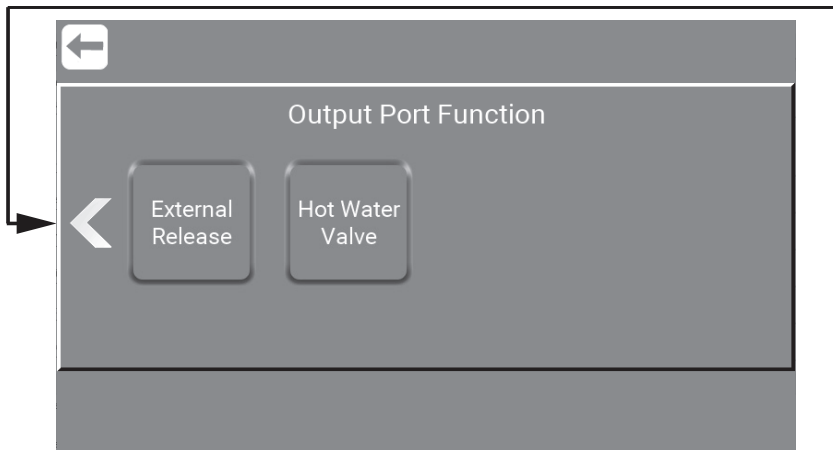 Output Port Function
External
Release
Hot Water
Valve